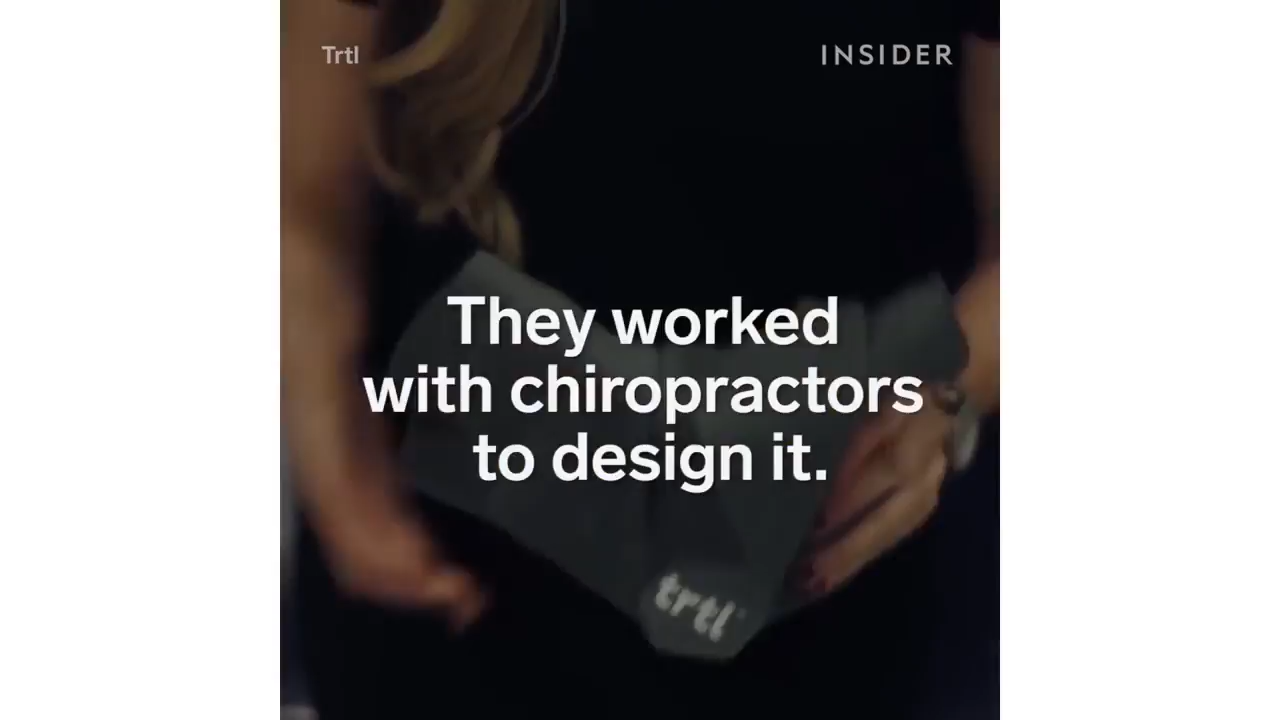 Trtl
INSIDER
They worked
with chiropractors
to design it.
trtl